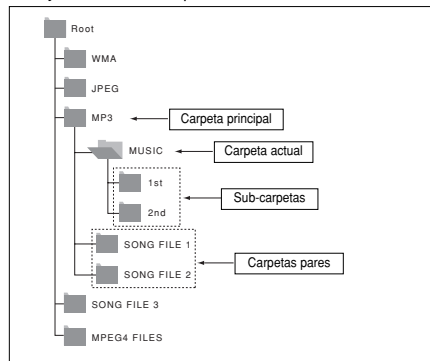 Root
WMA
JPEG
MP3
Carpeta principal
MUSIC
Carpeta actual
1st
2nd
Sub-carpetas
SONG FILE 1
SONG FILE 2
Carpetas pares
SONG FILE 3
MPEG4 FILES